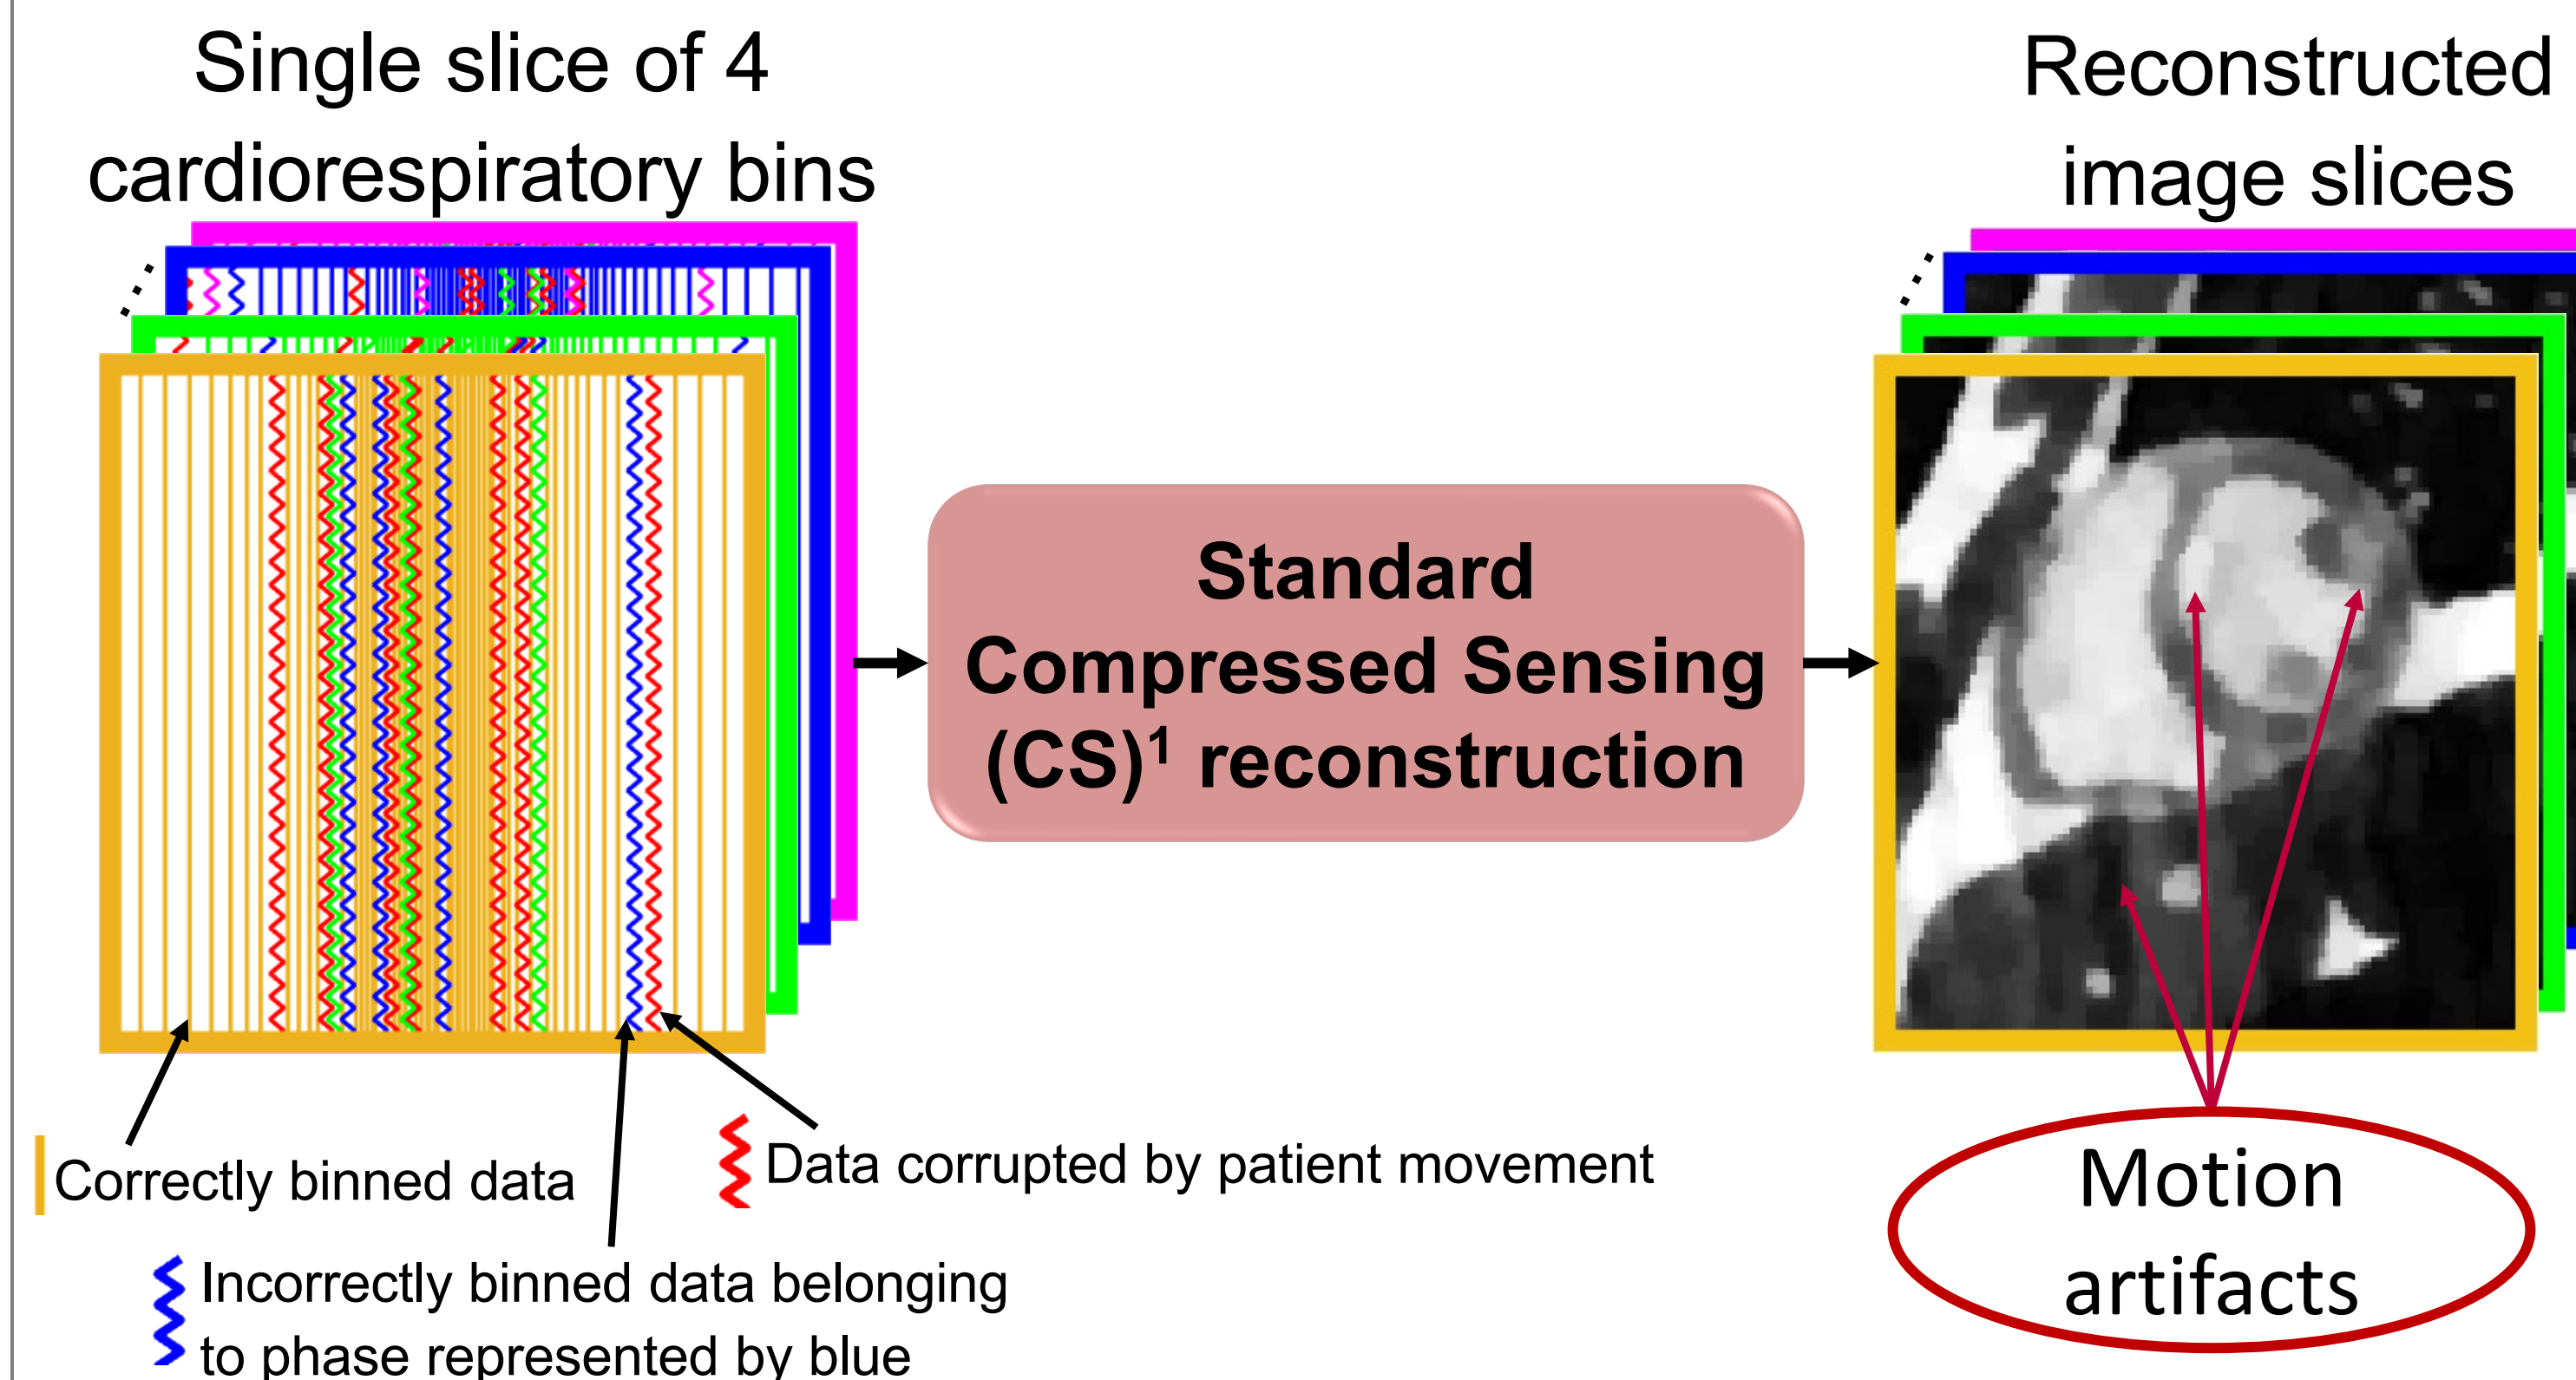 Single slice of 4
cardiorespiratory bins
Reconstructed
image slices
Standard
Compressed Sensing
(CS)¹ reconstruction
Correctly binned data
Data corrupted by patient movement
Incorrectly binned data belonging
to phase represented by blue
Motion
artifacts